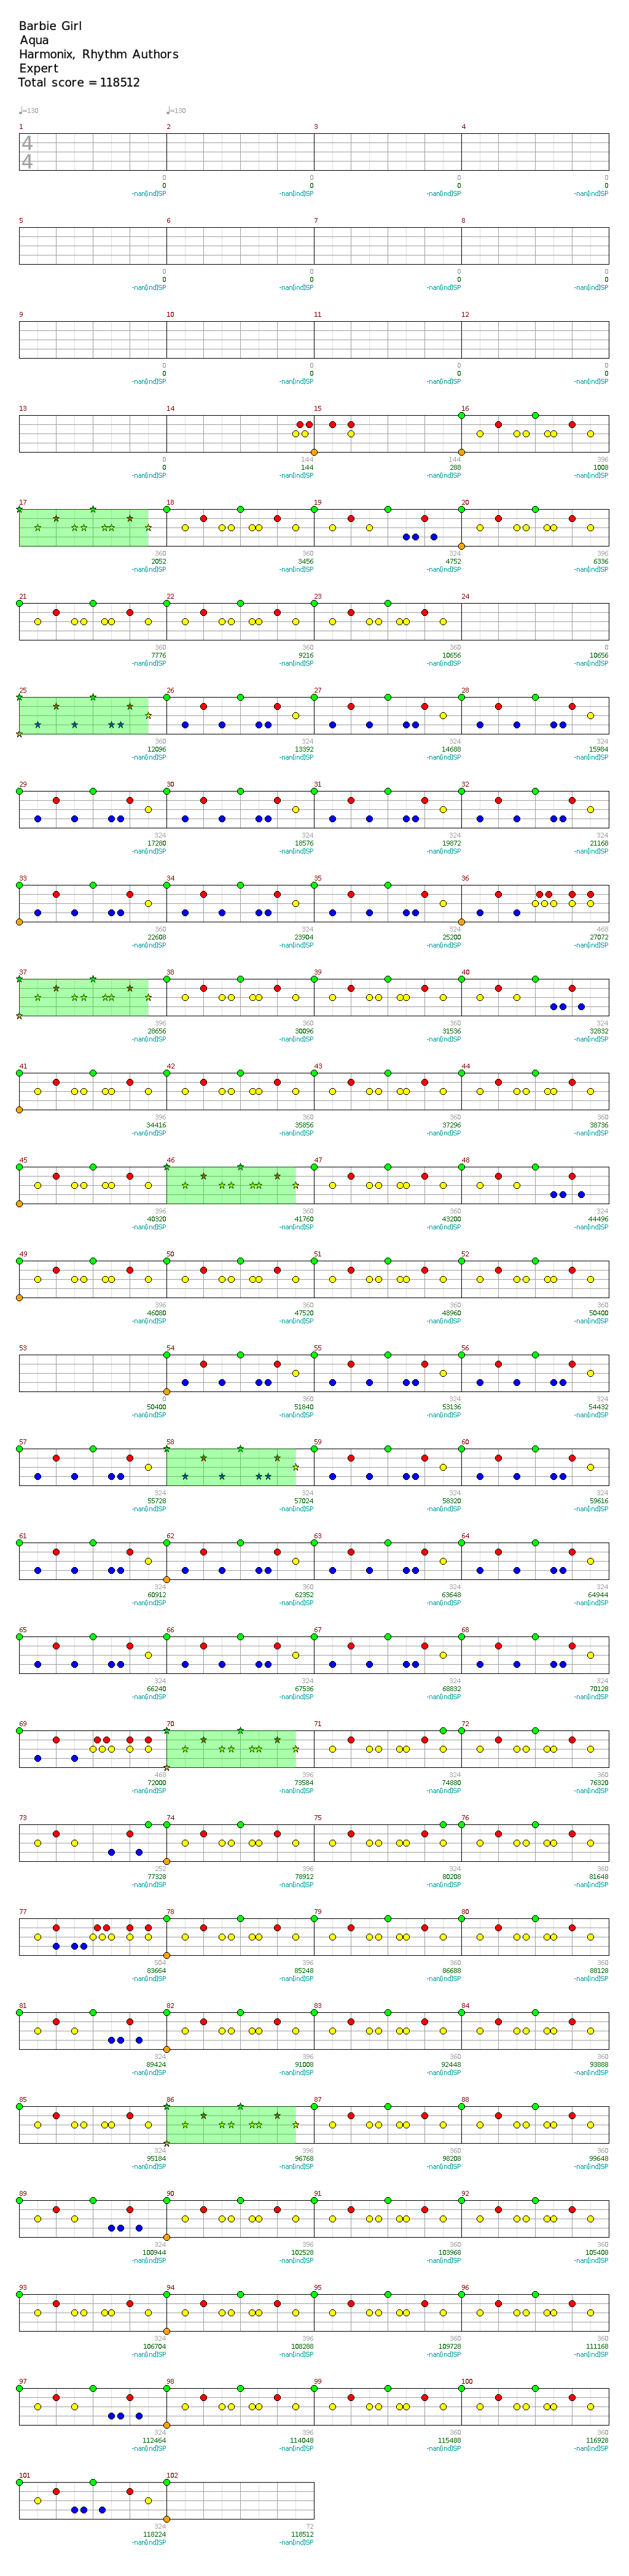 Barbie Girl
Aqua
Harmonix, Rhythm Authors
Expert
Total score = 118512
♩=130 ♩=130
1 2 3 4
4
4
0 0 0 0
0 0 0 0
-nan(ind)SP -nan(ind)SP -nan(ind)SP -nan(ind)SP
5 6 7 8
0 0 0 0
0 0 0 0
-nan(ind)SP -nan(ind)SP -nan(ind)SP -nan(ind)SP
9 10 11 12
0 0 0 0
0 0 0 0
-nan(ind)SP -nan(ind)SP -nan(ind)SP -nan(ind)SP
13 14 15 16
0 144 144 396
0 144 288 1008
-nan(ind)SP -nan(ind)SP -nan(ind)SP -nan(ind)SP
17 18 19 20
360 360 324 396
2052 3456 4752 6336
-nan(ind)SP -nan(ind)SP -nan(ind)SP -nan(ind)SP
21 22 23 24
360 360 360 0
7776 9216 10656 10656
-nan(ind)SP -nan(ind)SP -nan(ind)SP -nan(ind)SP
25 26 27 28
360 324 324 324
12096 13392 14688 15984
-nan(ind)SP -nan(ind)SP -nan(ind)SP -nan(ind)SP
29 30 31 32
324 324 324 324
17280 18576 19872 21168
-nan(ind)SP -nan(ind)SP -nan(ind)SP -nan(ind)SP
33 34 35 36
360 324 324 468
22608 23904 25200 27072
-nan(ind)SP -nan(ind)SP -nan(ind)SP -nan(ind)SP
37 38 39 40
396 360 360 324
28656 30096 31536 32832
-nan(ind)SP -nan(ind)SP -nan(ind)SP -nan(ind)SP
41 42 43 44
396 360 360 360
34416 35856 37296 38736
-nan(ind)SP -nan(ind)SP -nan(ind)SP -nan(ind)SP
45 46 47 48
396 360 360 324
40320 41760 43200 44496
-nan(ind)SP -nan(ind)SP -nan(ind)SP -nan(ind)SP
49 50 51 52
396 360 360 360
46080 47520 48960 50400
-nan(ind)SP -nan(ind)SP -nan(ind)SP -nan(ind)SP
53 54 55 56
0 360 324 324
50400 51840 53136 54432
-nan(ind)SP -nan(ind)SP -nan(ind)SP -nan(ind)SP
57 58 59 60
324 324 324 324
55728 57024 58320 59616
-nan(ind)SP -nan(ind)SP -nan(ind)SP -nan(ind)SP
61 62 63 64
324 360 324 324
60912 62352 63648 64944
-nan(ind)SP -nan(ind)SP -nan(ind)SP -nan(ind)SP
65 66 67 68
324 324 324 324
66240 67536 68832 70128
-nan(ind)SP -nan(ind)SP -nan(ind)SP -nan(ind)SP
69 70 71 72
468 396 324 360
72000 73584 74880 76320
-nan(ind)SP -nan(ind)SP -nan(ind)SP -nan(ind)SP
73 74 75 76
252 396 324 360
77328 78912 80208 81648
-nan(ind)SP -nan(ind)SP -nan(ind)SP -nan(ind)SP
77 78 79 80
504 396 360 360
83664 85248 86688 88128
-nan(ind)SP -nan(ind)SP -nan(ind)SP -nan(ind)SP
81 82 83 84
324 396 360 360
89424 91008 92448 93888
-nan(ind)SP -nan(ind)SP -nan(ind)SP -nan(ind)SP
85 86 87 88
324 396 360 360
95184 96768 98208 99648
-nan(ind)SP -nan(ind)SP -nan(ind)SP -nan(ind)SP
89 90 91 92
324 396 360 360
100944 102528 103968 105408
-nan(ind)SP -nan(ind)SP -nan(ind)SP -nan(ind)SP
93 94 95 96
324 396 360 360
106704 108288 109728 111168
-nan(ind)SP -nan(ind)SP -nan(ind)SP -nan(ind)SP
97 98 99 100
324 396 360 360
112464 114048 115488 116928
-nan(ind)SP -nan(ind)SP -nan(ind)SP -nan(ind)SP
101 102
324 72
118224 118512
-nan(ind)SP -nan(ind)SP